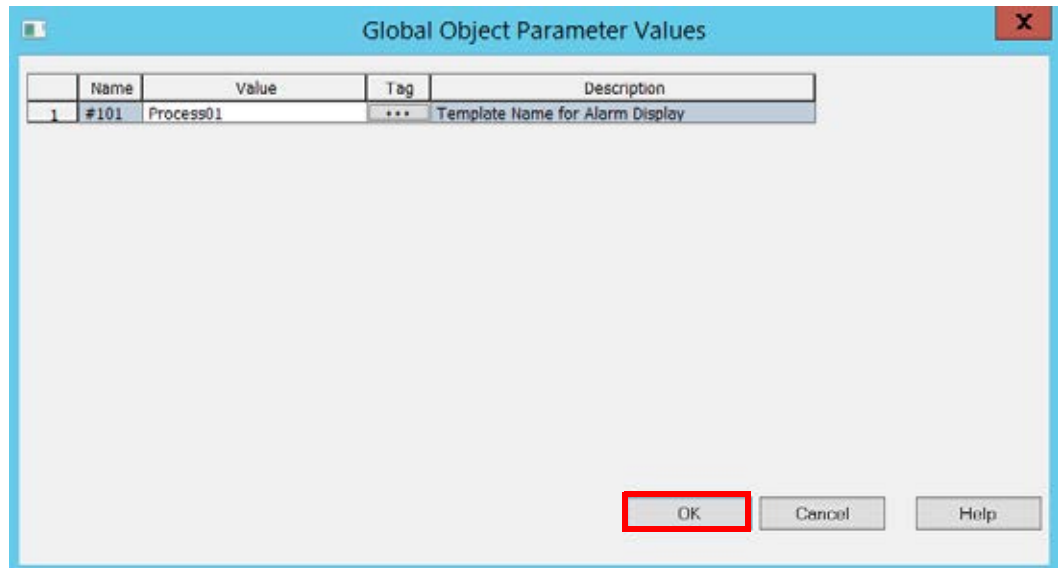 Global Object Parameter Values
X
Name Value Tag Description
1 #101 Process01 ... Template Name for Alarm Display
OK Cancel Help